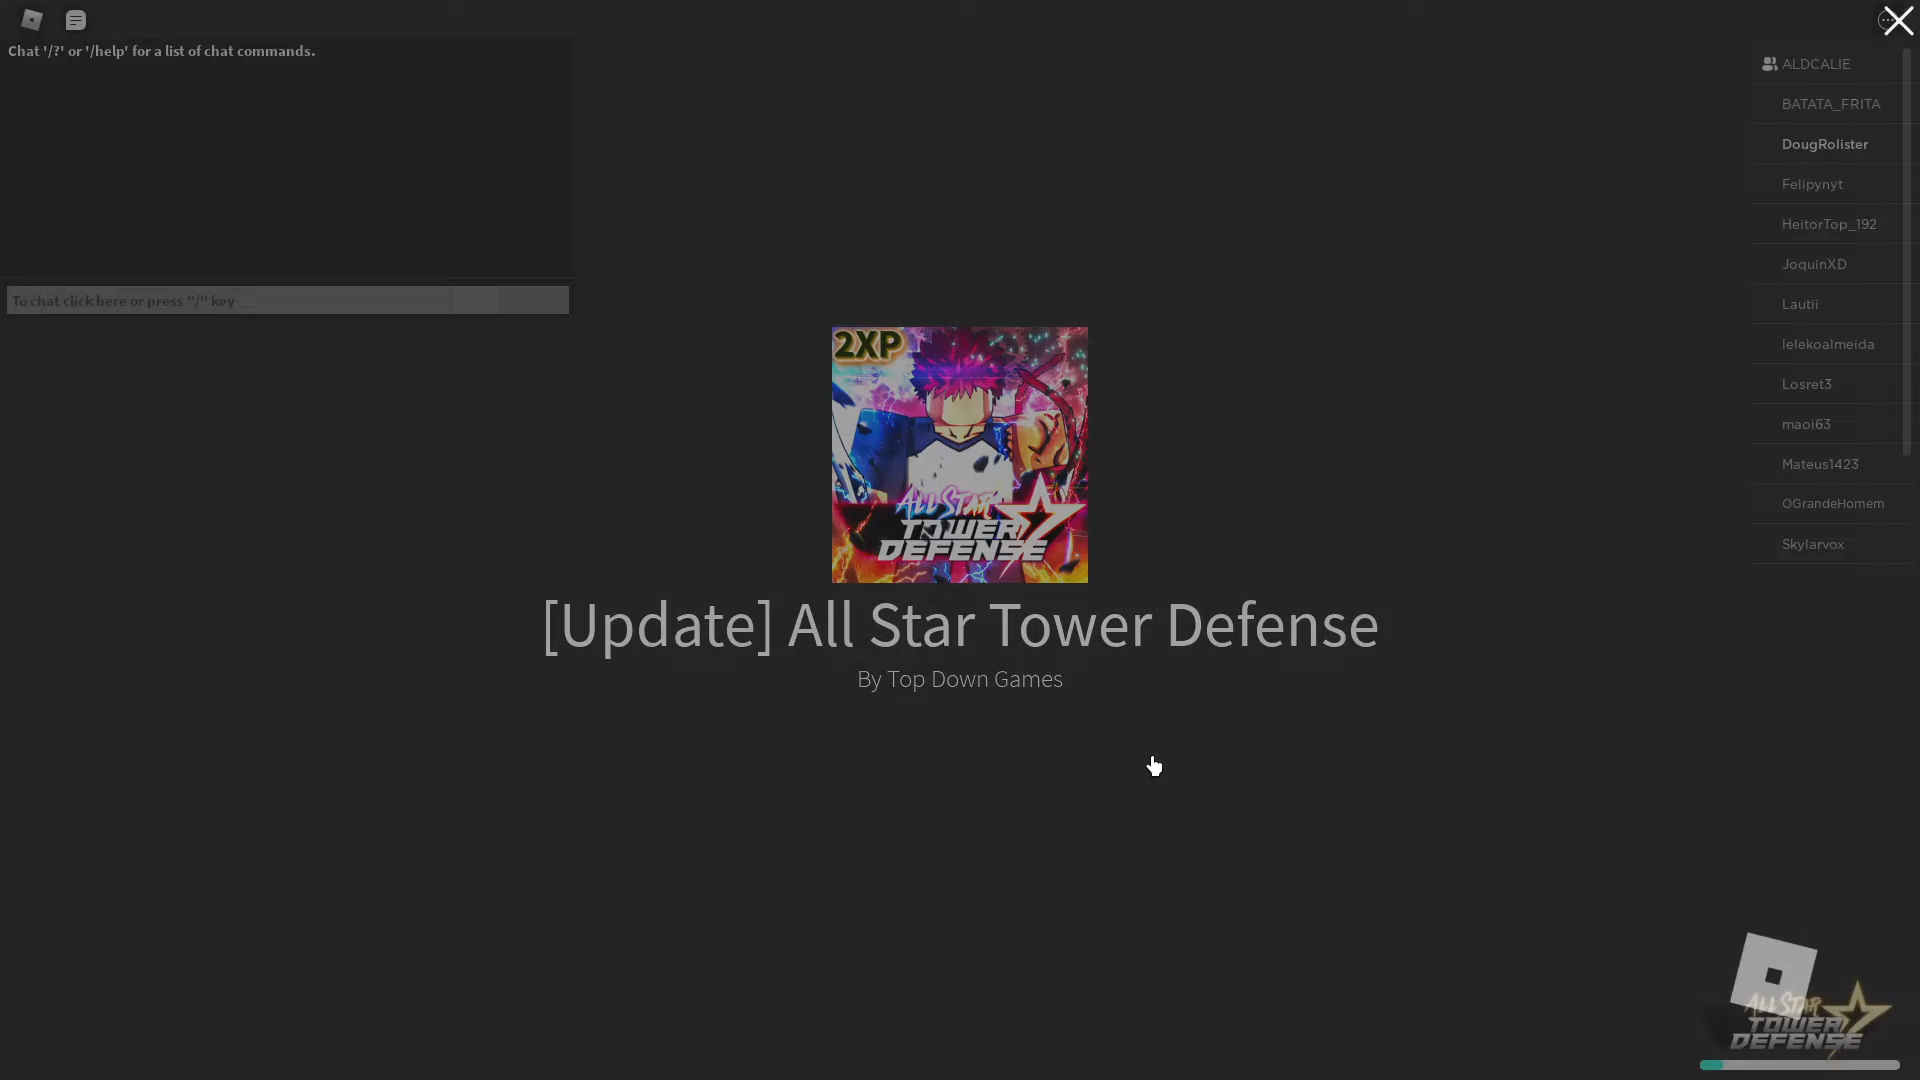 Chat '/?' or '/help' for a list of chat commands.
To chat click here or press "/" key
ALDCALIE
BATATA_FRITA
DougRolister
Felipynyt
HeitorTop_192
JoquinXD
Lautii
lelekoalmeida
Losret3
maoi63
Mateus1423
OGrandeHomem
Skylarvox
2XP
ALL STAR
TOWER
DEFENSE
[Update] All Star Tower Defense
By Top Down Games
ALL STAR
TOWER
DEFENSE